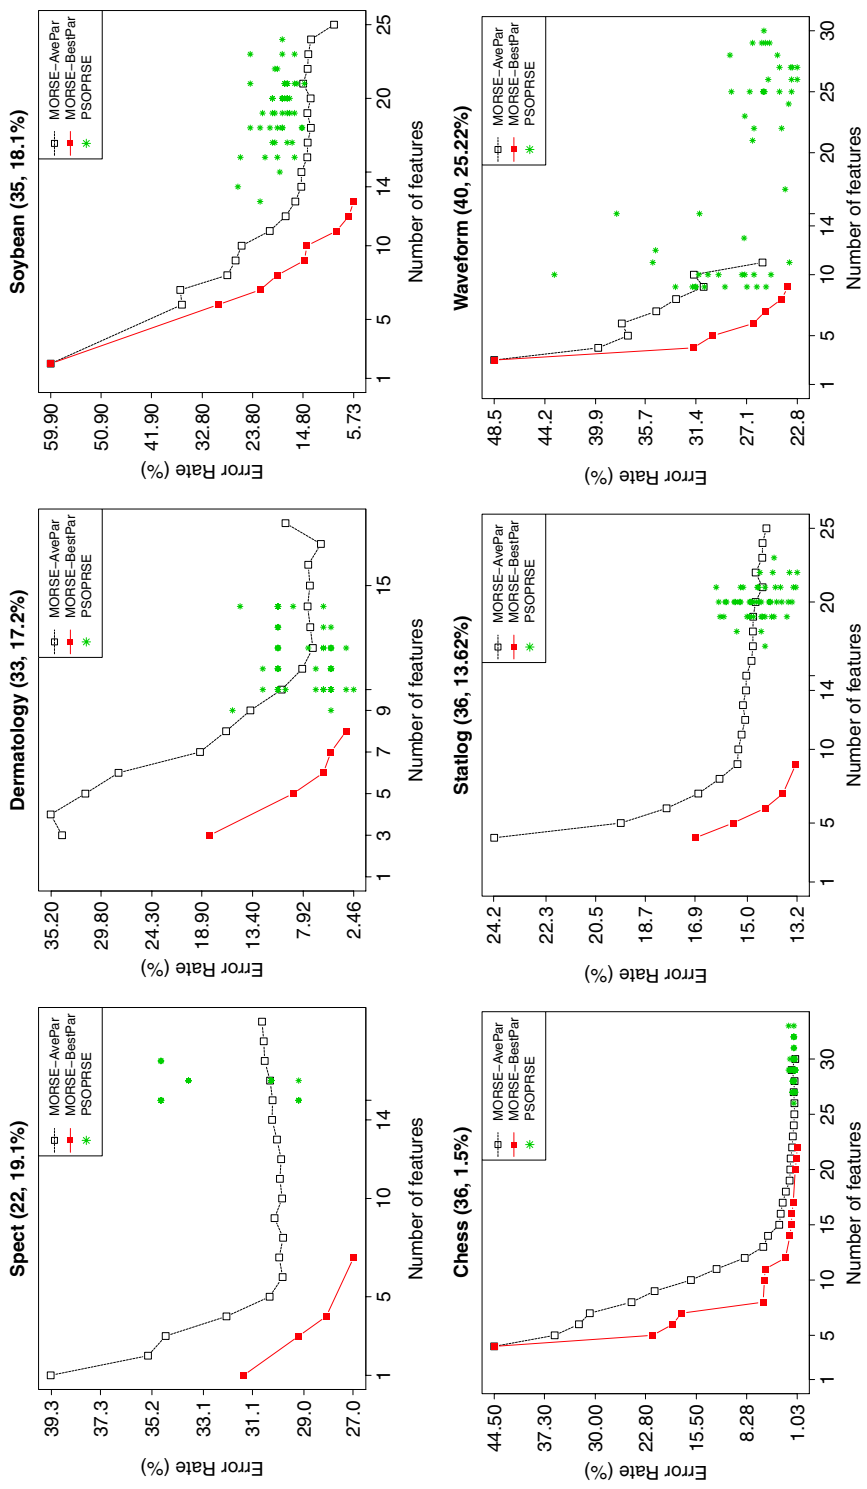 Spect (22, 19.1%)
MORSE−AvePar
MORSE−BestPar
PSOPRSE
39.3
37.3
35.2
33.1
31.1
29.0
27.0
Error Rate (%)
1 5 10 14
Number of features
Dermatology (33, 17.2%)
MORSE−AvePar
MORSE−BestPar
PSOPRSE
35.20
29.80
24.30
18.90
13.40
7.92
2.46
Error Rate (%)
1 3 5 7 9 15
Number of features
Soybean (35, 18.1%)
MORSE−AvePar
MORSE−BestPar
PSOPRSE
59.90
50.90
41.90
32.80
23.80
14.80
5.73
Error Rate (%)
1 5 10 14 20 25
Number of features
Chess (36, 1.5%)
MORSE−AvePar
MORSE−BestPar
PSOPRSE
44.50
37.30
30.00
22.80
15.50
8.28
1.03
Error Rate (%)
1 5 10 15 20 25 30
Number of features
Statlog (36, 13.62%)
MORSE−AvePar
MORSE−BestPar
PSOPRSE
24.2
22.3
20.5
18.7
16.9
15.0
13.2
Error Rate (%)
1 5 10 14 20 25
Number of features
Waveform (40, 25.22%)
MORSE−AvePar
MORSE−BestPar
PSOPRSE
48.5
44.2
39.9
35.7
31.4
27.1
22.8
Error Rate (%)
1 5 10 14 20 25 30
Number of features